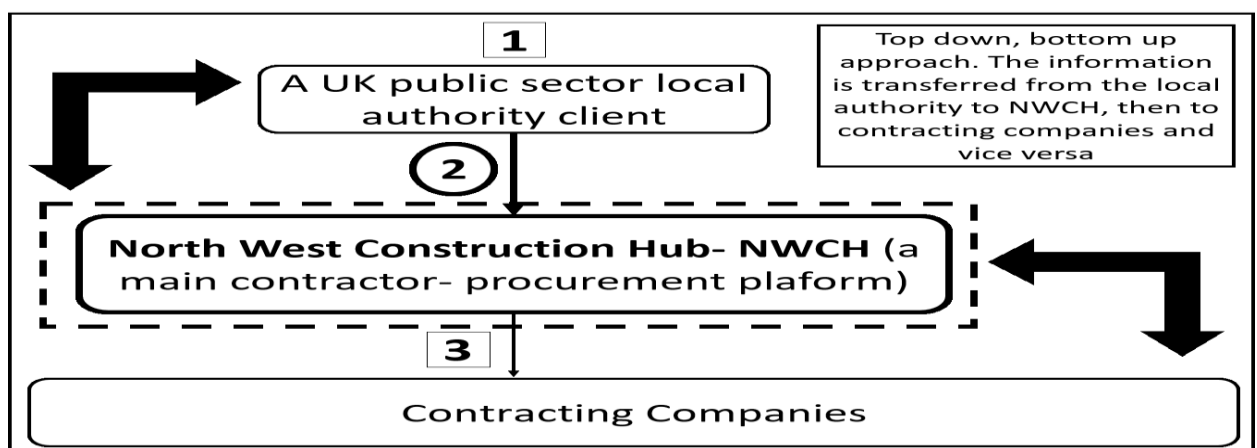 1
A UK public sector local
authority client
Top down, bottom up
approach. The information
is transferred from the local
authority to NWCH, then to
contracting companies and
vice versa
2
North West Construction Hub- NWCH (a
main contractor- procurement plaform)
3
Contracting Companies